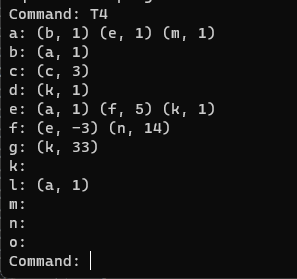 Command: T4
a: (b, 1) (e, 1) (m, 1)
b: (a, 1)
c: (c, 3)
d: (k, 1)
e: (a, 1) (f, 5) (k, 1)
f: (e, -3) (n, 14)
g: (k, 33)
k:
l: (a, 1)
m:
n:
o:
Command: